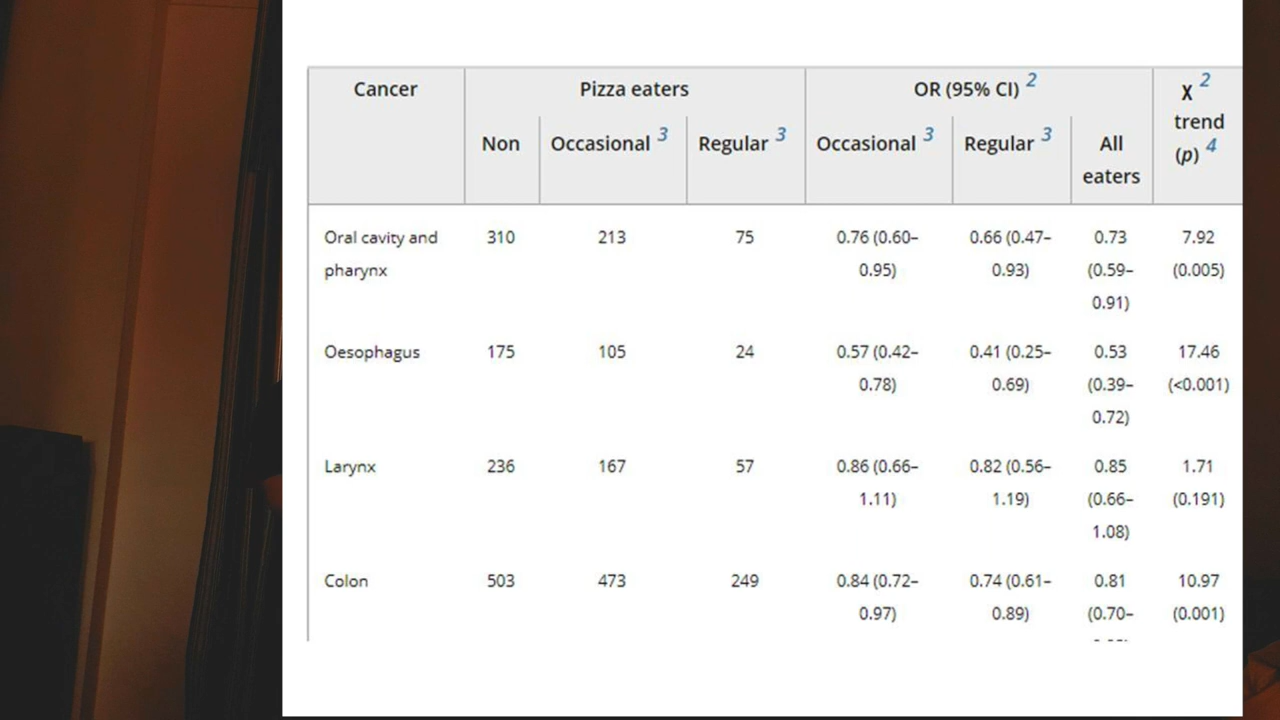 Cancer Pizza eaters OR (95% CI) 2 χ 2
trend
(p) 4
Non Occasional 3 Regular 3 Occasional 3 Regular 3 All
eaters
Oral cavity and 310 213 75 0.76 (0.60– 0.66 (0.47– 0.73 7.92
pharynx 0.95) 0.93) (0.59– (0.005)
0.91)
Oesophagus 175 105 24 0.57 (0.42– 0.41 (0.25– 0.53 17.46
0.78) 0.69) (0.39– (<0.001)
0.72)
Larynx 236 167 57 0.86 (0.66– 0.82 (0.56– 0.85 1.71
1.11) 1.19) (0.66– (0.191)
1.08)
Colon 503 473 249 0.84 (0.72– 0.74 (0.61– 0.81 10.97
0.97) 0.89) (0.70– (0.001)